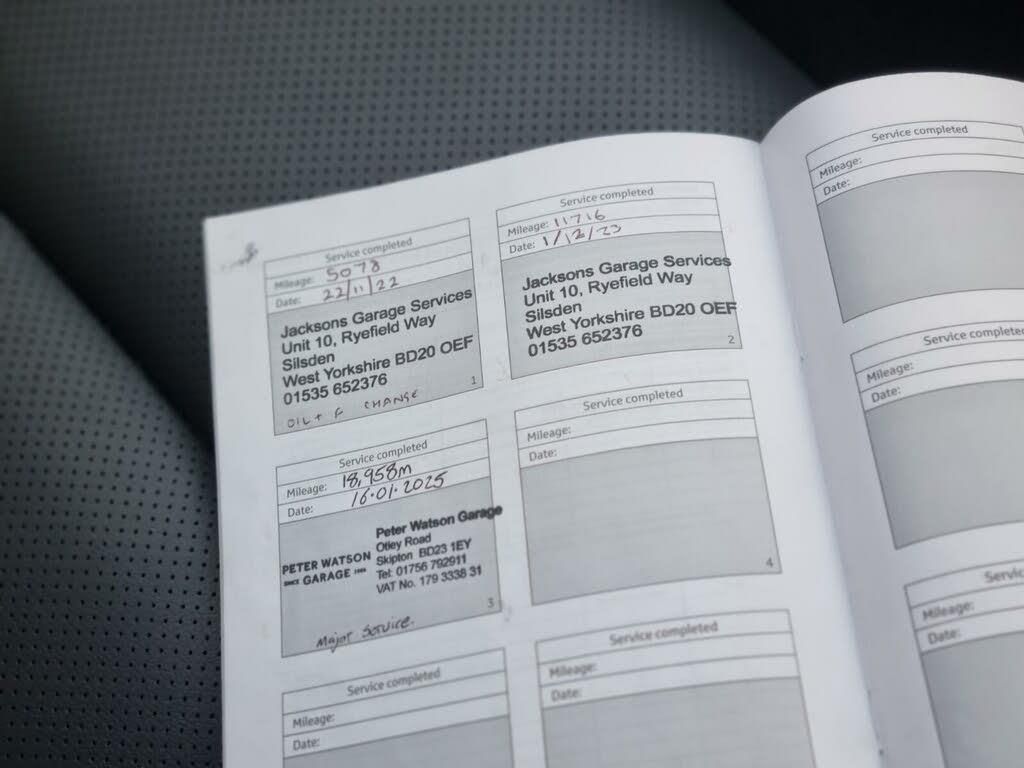 Service completed
Mileage: 5078
Date: 22/11/22
Jacksons Garage Services
Unit 10, Ryefield Way
Silsden
West Yorkshire BD20 OEF
01535 652376
1
OIL + F CHANGE
Service completed
Mileage: 11716
Date: 1/12/23
Jacksons Garage Services
Unit 10, Ryefield Way
Silsden
West Yorkshire BD20 OEF
01535 652376
2
Service completed
Mileage: 18,958m
Date: 16.01.2025
PETER WATSON
GARAGE
Peter Watson Garage
Otley Road
Skipton BD23 1EY
Tel: 01756 792911
VAT No. 179 3338 31
3
Major Service.
Service completed
Mileage:
Date:
4
Service completed
Mileage:
Date:
Service completed
Mileage:
Date:
Service completed
Mileage:
Date:
Service completed
Mileage:
Date:
Mileage:
Date: